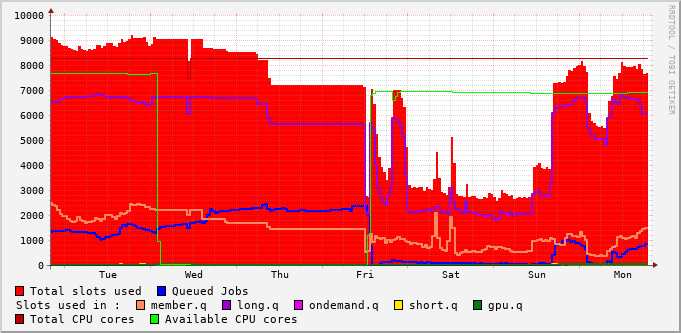 10000
9000
8000
7000
6000
5000
4000
3000
2000
1000
0
Tue Wed Thu Fri Sat Sun Mon
RRDTOOL / TOBI OETIKER
Total slots used Queued Jobs
Slots used in : member.q long.q ondemand.q short.q gpu.q
Total CPU cores Available CPU cores